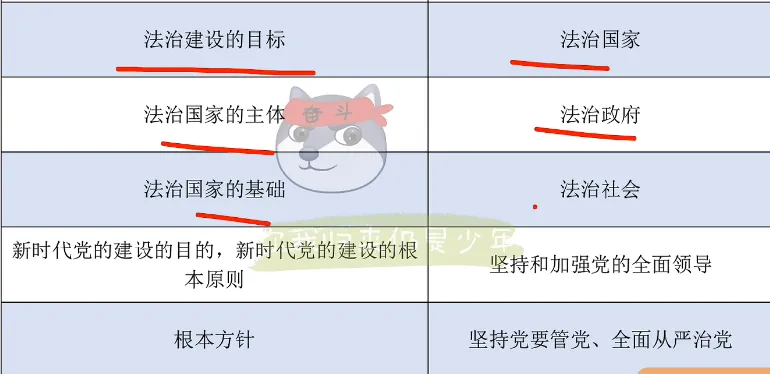 法治建设的目标
法治国家
法治国家的主体
法治政府
奋斗
法治国家的基础
法治社会
归来仍是少年
新时代党的建设的目的，新时代党的建设的根
本原则
坚持和加强党的全面领导
根本方针
坚持党要管党、全面从严治党